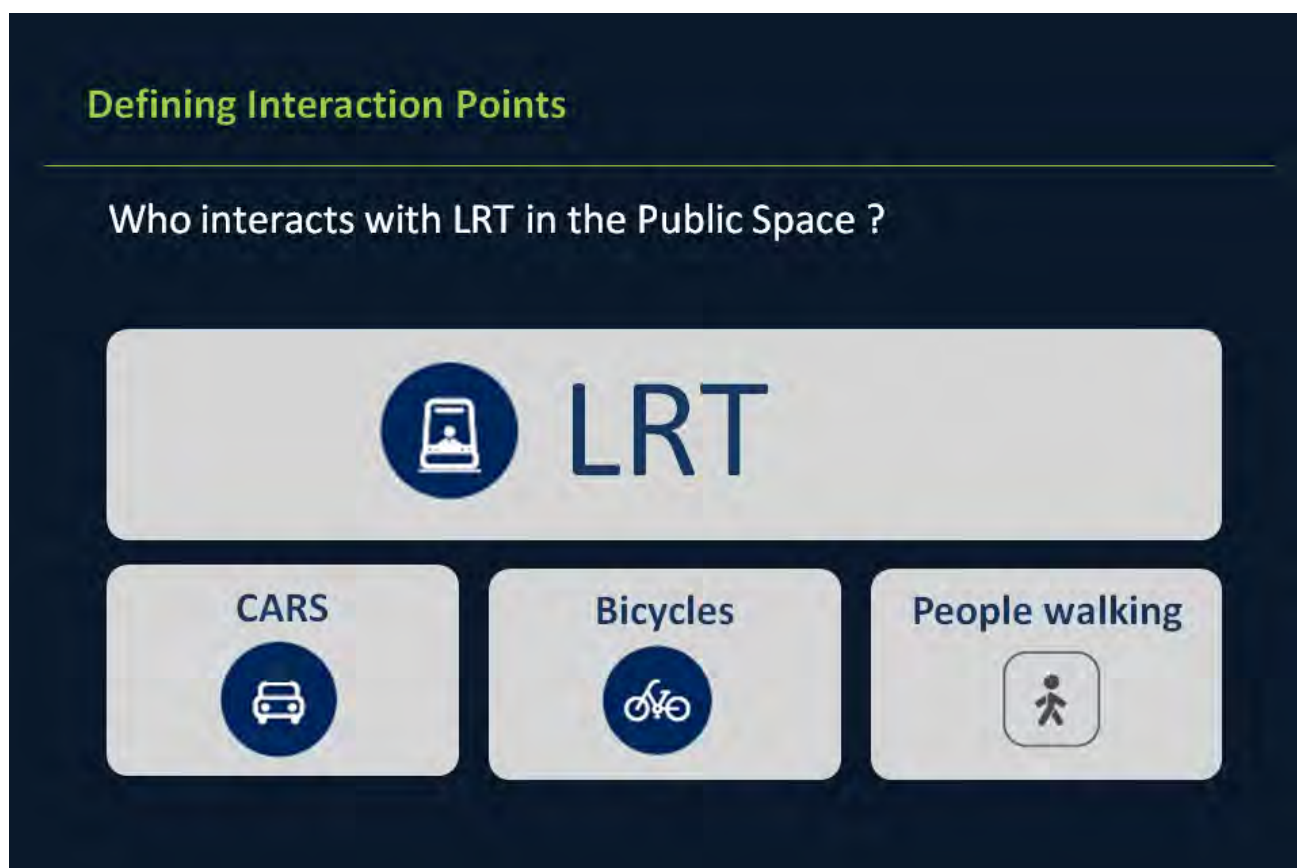 Defining Interaction Points
Who interacts with LRT in the Public Space ?
LRT
CARS
Bicycles
People walking